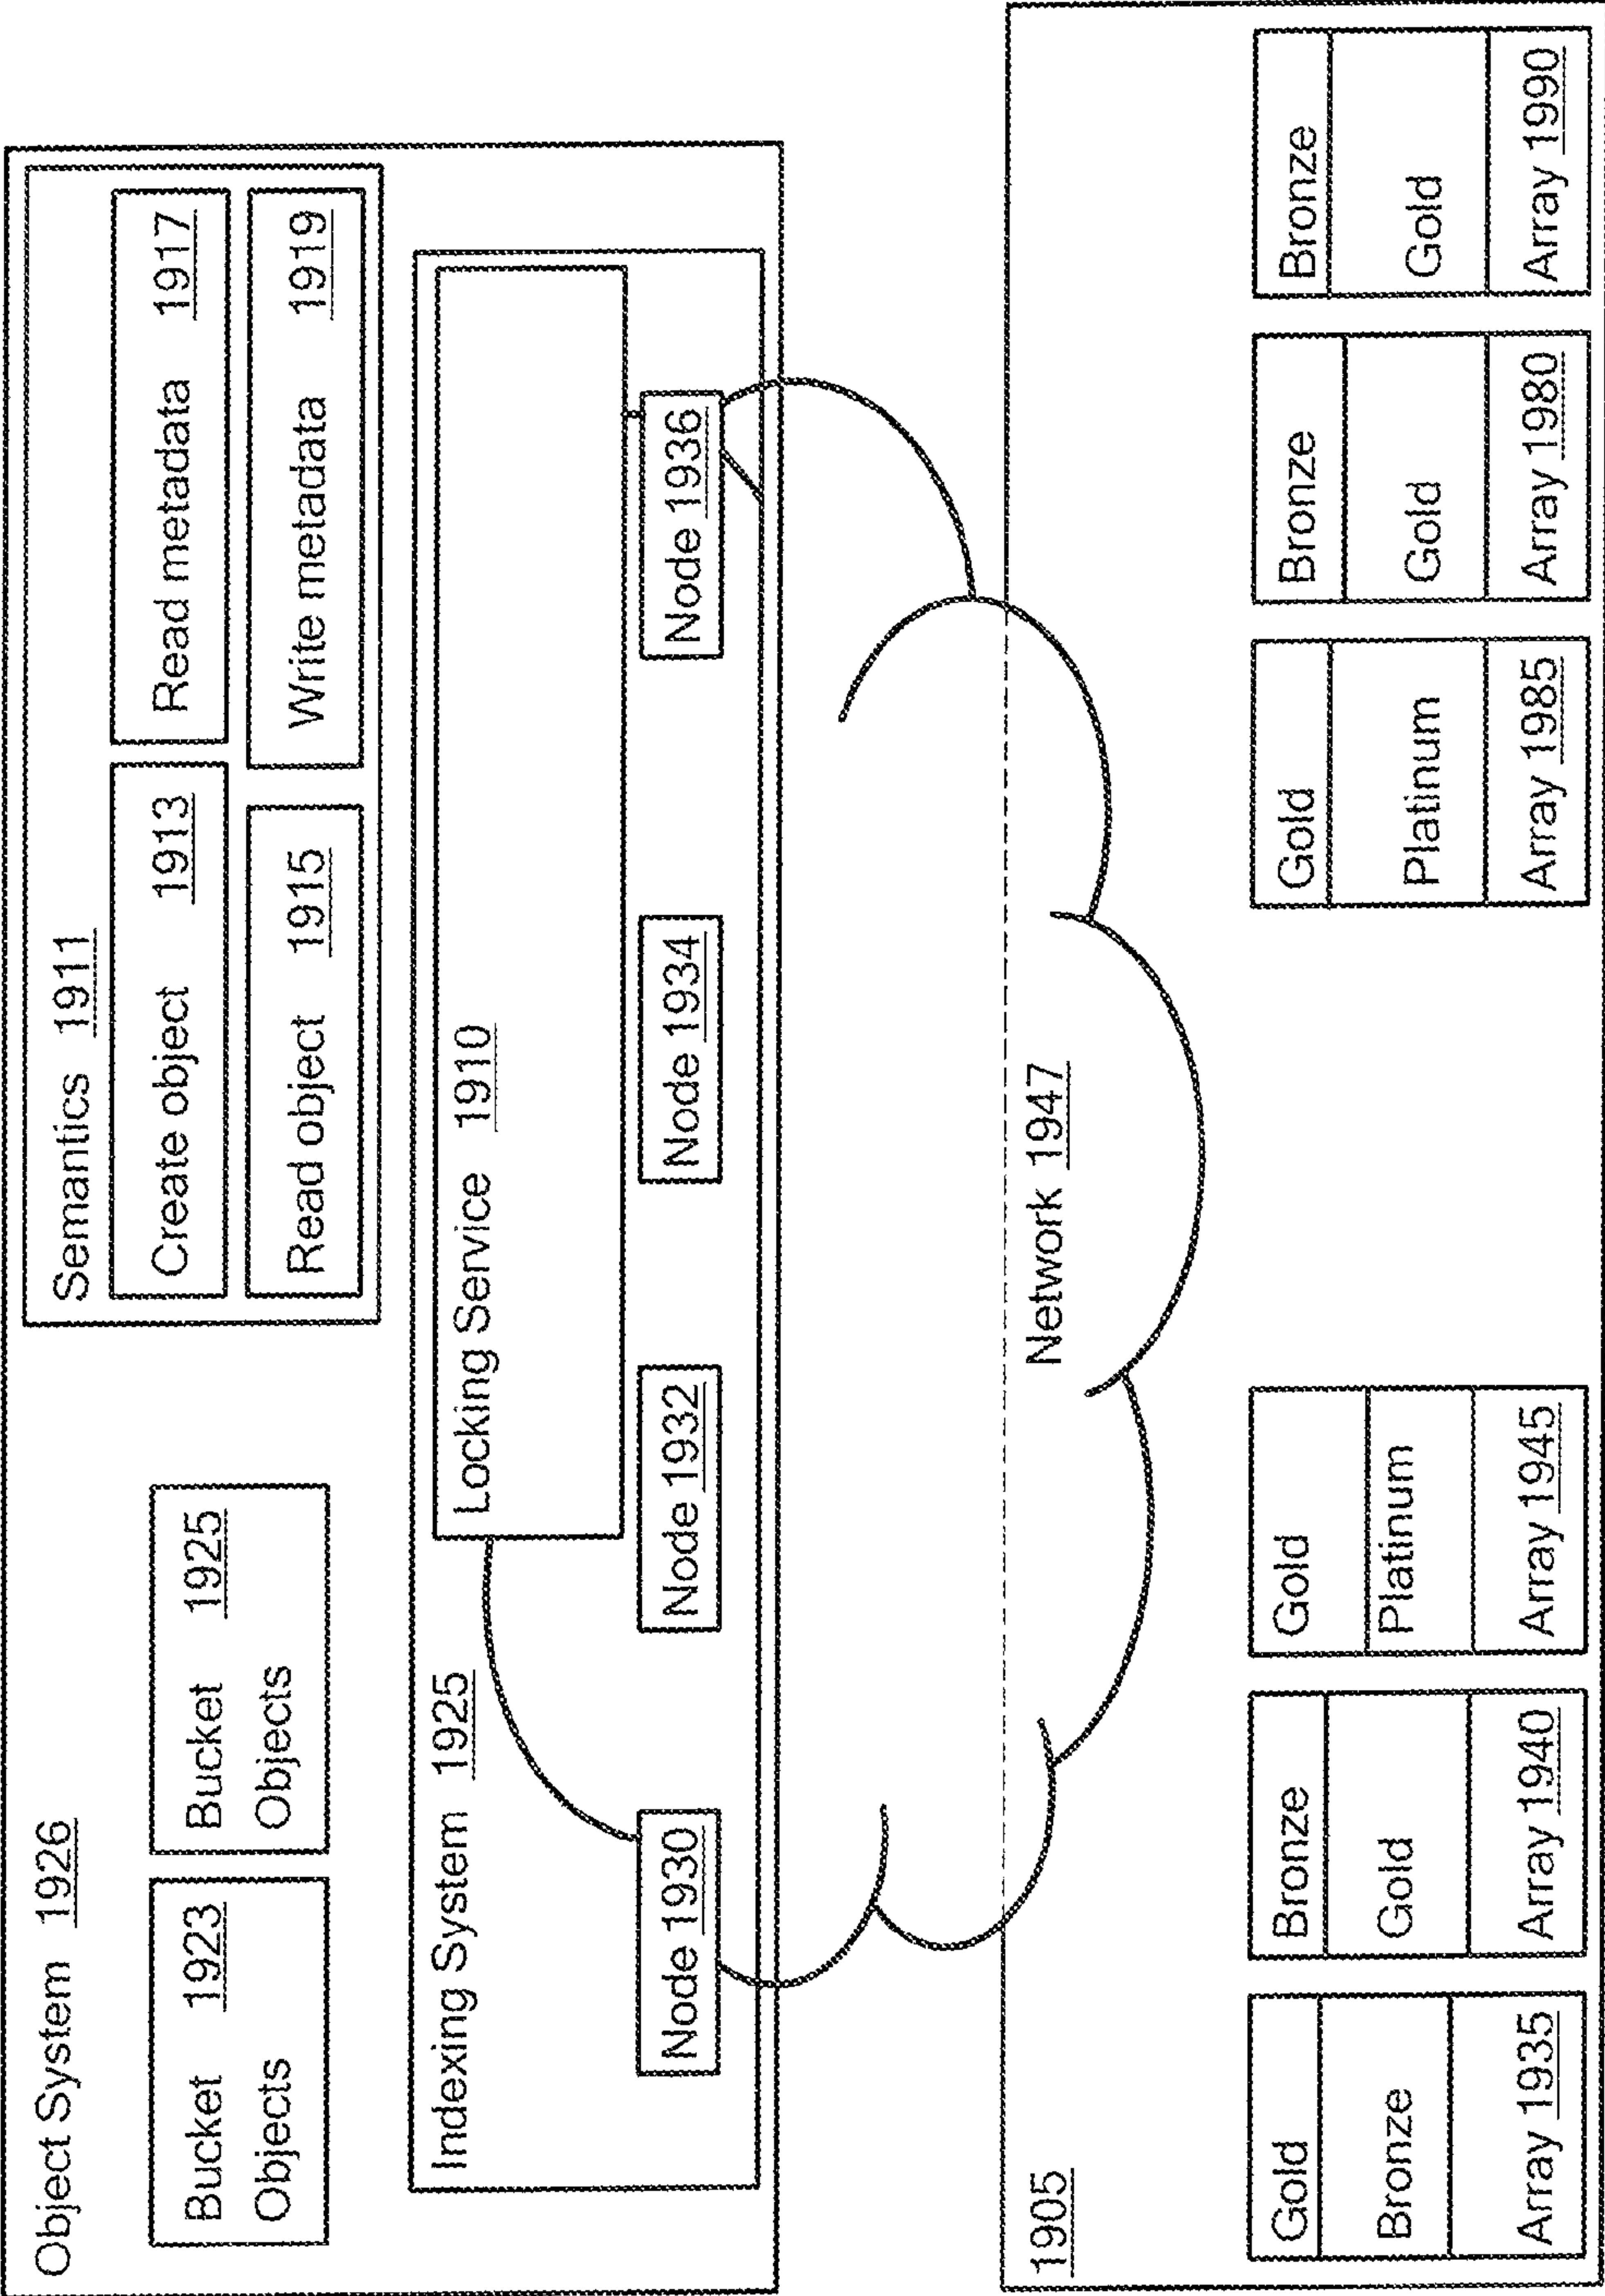 Object System 1926
Semantics 1911
Bucket 1923
Objects
Bucket 1925
Objects
Create object 1913
Read metadata 1917
Read object 1915
Write metadata 1919
Indexing System 1925
Locking Service 1910
Node 1930
Node 1932
Node 1934
Node 1936
Network 1947
1905
Gold
Bronze
Array 1935
Bronze
Gold
Array 1940
Gold
Platinum
Array 1945
Gold
Platinum
Array 1985
Bronze
Gold
Array 1980
Bronze
Gold
Array 1990